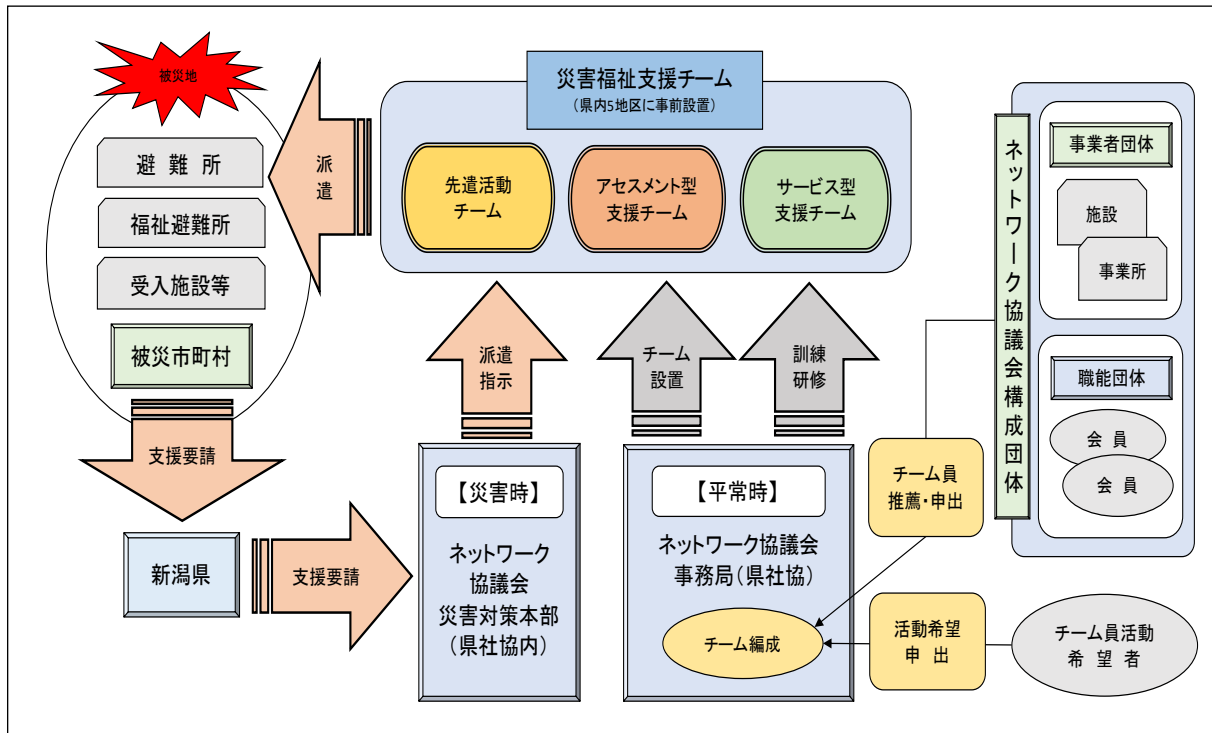 被災地
避 難 所
福祉避難所
受入施設等
被災市町村
支援要請
新潟県
支援要請
派
遣
災害福祉支援チーム
（県内5地区に事前設置）
先遣活動
チーム
アセスメント型
支援チーム
サービス型
支援チーム
派遣
指示
チーム
設置
訓練
研修
【災害時】
ネットワーク
協議会
災害対策本部
（県社協内）
【平常時】
ネットワーク協議会
事務局（県社協）
チーム編成
チーム員
推薦・申出
活動希望
申 出
チーム員活動
希 望 者
ネットワーク協議会構成団体
事業者団体
施設
事業所
職能団体
会 員
会 員